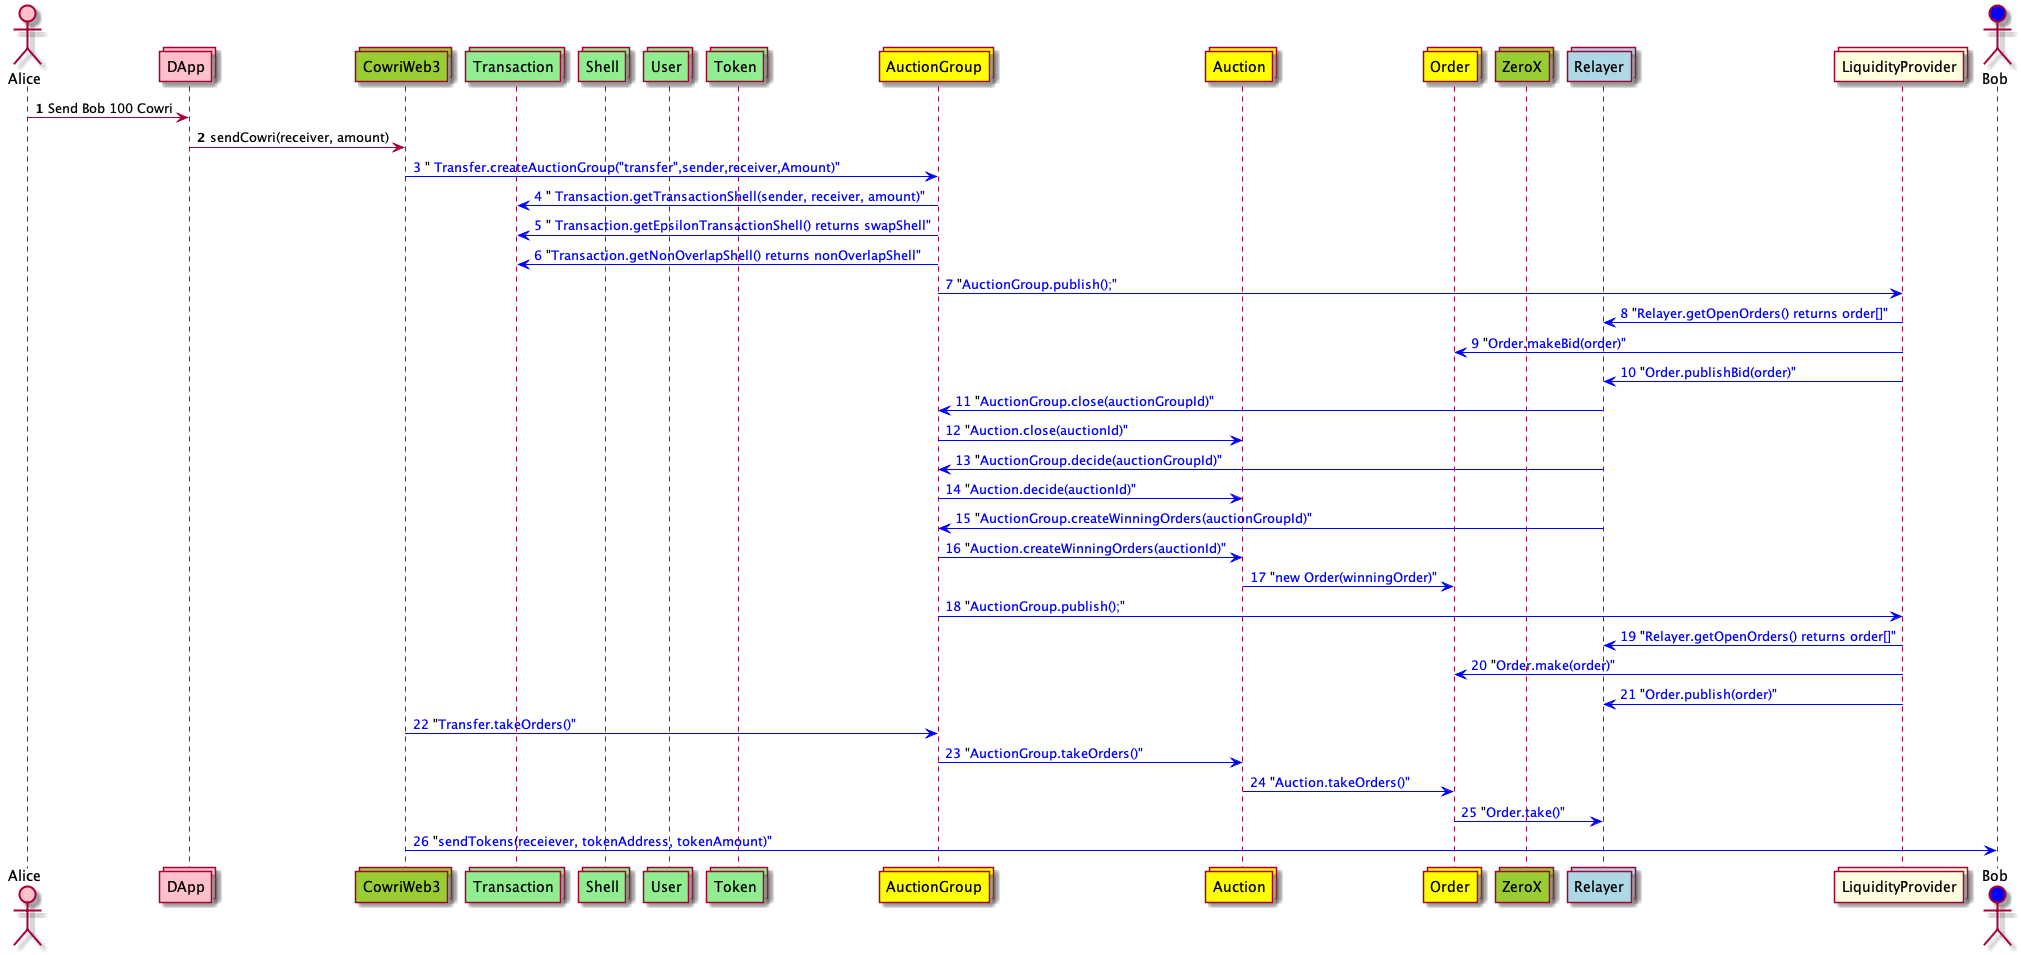 Alice
Bob
DApp
CowriWeb3
Transaction
Shell
User
Token
AuctionGroup
Auction
Order
ZeroX
Relayer
LiquidityProvider
1 Send Bob 100 Cowri
2 sendCowri(receiver, amount)
3 " Transfer.createAuctionGroup("transfer",sender,receiver,Amount)"
4 " Transaction.getTransactionShell(sender, receiver, amount)"
5 " Transaction.getEpsilonTransactionShell() returns swapShell"
6 "Transaction.getNonOverlapShell() returns nonOverlapShell"
7 "AuctionGroup.publish();"
8 "Relayer.getOpenOrders() returns order[]"
9 "Order.makeBid(order)"
10 "Order.publishBid(order)"
11 "AuctionGroup.close(auctionGroupId)"
12 "Auction.close(auctionId)"
13 "AuctionGroup.decide(auctionGroupId)"
14 "Auction.decide(auctionId)"
15 "AuctionGroup.createWinningOrders(auctionGroupId)"
16 "Auction.createWinningOrders(auctionId)"
17 "new Order(winningOrder)"
18 "AuctionGroup.publish();"
19 "Relayer.getOpenOrders() returns order[]"
20 "Order.make(order)"
21 "Order.publish(order)"
22 "Transfer.takeOrders()"
23 "AuctionGroup.takeOrders()"
24 "Auction.takeOrders()"
25 "Order.take()"
26 "sendTokens(receiever, tokenAddress, tokenAmount)"
Alice
Bob
DApp
CowriWeb3
Transaction
Shell
User
Token
AuctionGroup
Auction
Order
ZeroX
Relayer
LiquidityProvider